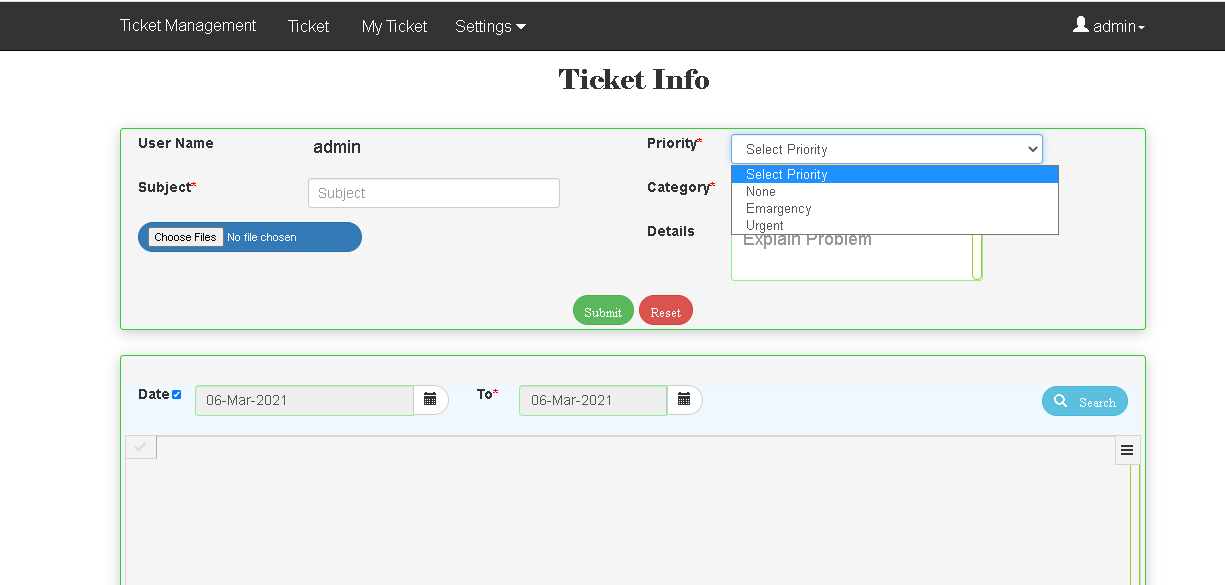 Ticket Management Ticket My Ticket Settings admin
Ticket Info
User Name admin Priority* Select Priority
Select Priority
Subject* Subject Category*
None
Emargency
Urgent
Choose Files No file chosen Details
Explain Problem
Submit Reset
Date 06-Mar-2021 To* 06-Mar-2021 Search